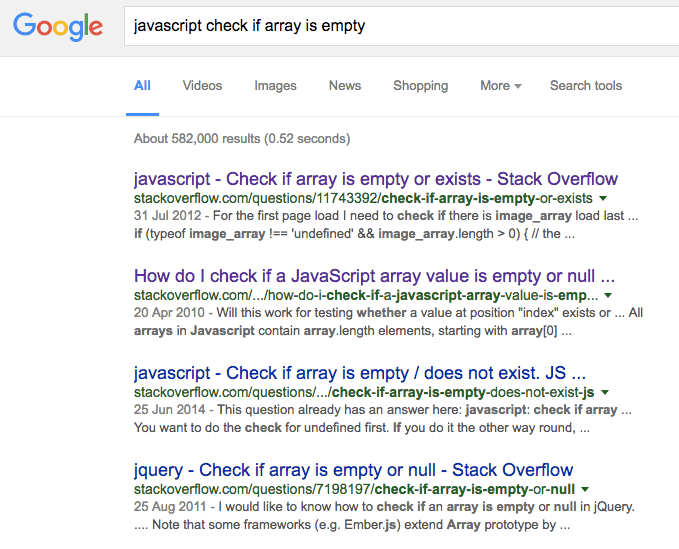 Google
javascript check if array is empty
All Videos Images News Shopping More Search tools
About 582,000 results (0.52 seconds)
javascript - Check if array is empty or exists - Stack Overflow
stackoverflow.com/questions/11743392/check-if-array-is-empty-or-exists
31 Jul 2012 - For the first page load I need to check if there is image_array load last ...
if (typeof image_array !== 'undefined' && image_array.length > 0) { // the ...
How do I check if a JavaScript array value is empty or null ...
stackoverflow.com/.../how-do-i-check-if-a-javascript-array-value-is-emp...
20 Apr 2010 - Will this work for testing whether a value at position "index" exists or ... All
arrays in Javascript contain array.length elements, starting with array[0] ...
javascript - Check if array is empty / does not exist. JS ...
stackoverflow.com/questions/.../check-if-array-is-empty-does-not-exist-js
25 Jun 2014 - This question already has an answer here: javascript: check if array ...
You want to do the check for undefined first. If you do it the other way round, ...
jquery - Check if array is empty or null - Stack Overflow
stackoverflow.com/questions/7198197/check-if-array-is-empty-or-null
25 Aug 2011 - I would like to know how to check if an array is empty or null in jQuery.
.... Note that some frameworks (e.g. Ember.js) extend Array prototype by ...